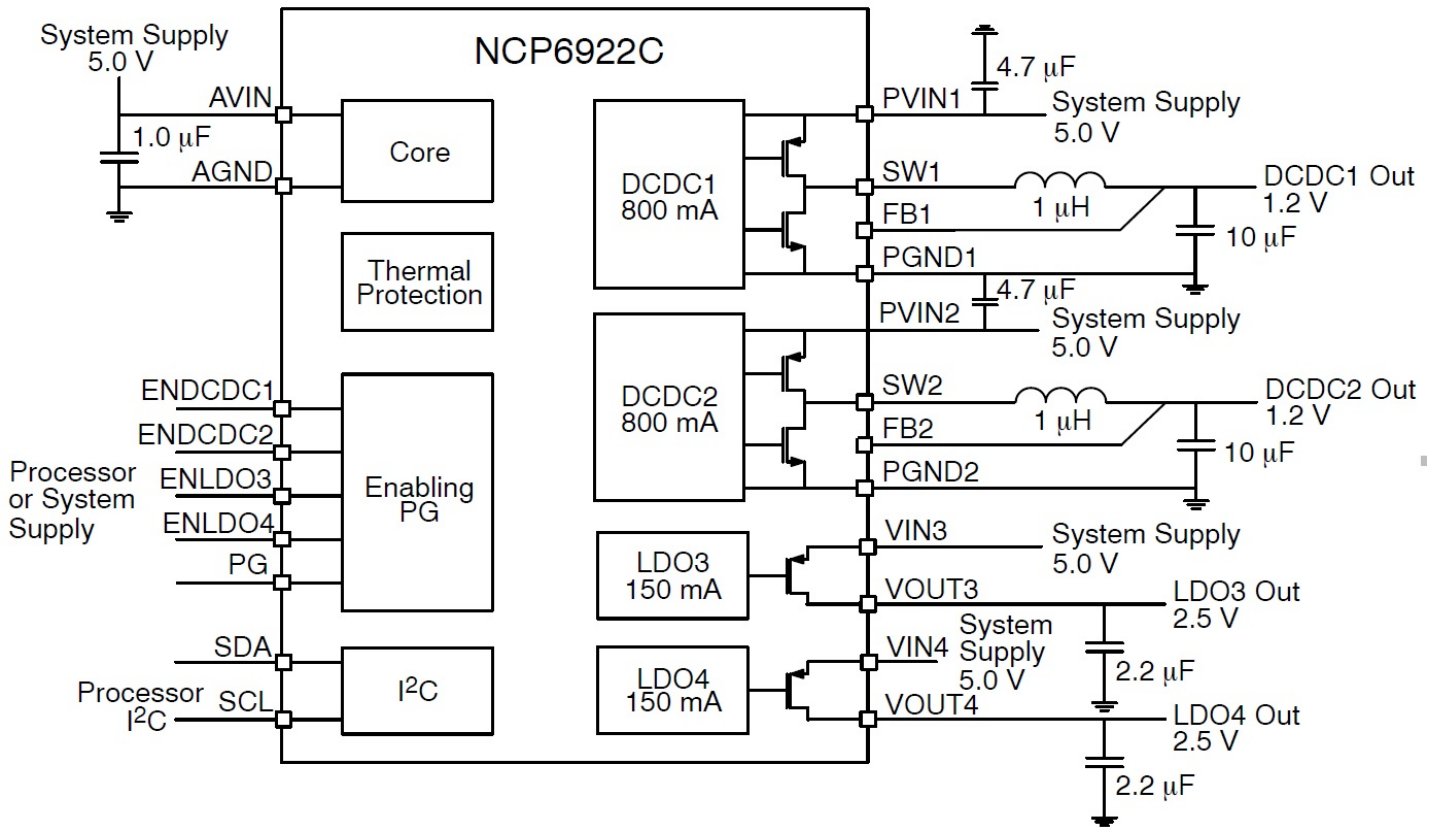 NCP6922C
System Supply
5.0 V
AVIN
1.0 μF
AGND
Core
Thermal
Protection
ENDCDC1
ENDCDC2
ENLDO3
ENLDO4
PG
Processor
or System
Supply
Enabling
PG
SDA
SCL
Processor
I²C
I²C
DCDC1
800 mA
PVIN1
4.7 μF
System Supply
5.0 V
SW1
1 μH
DCDC1 Out
1.2 V
FB1
10 μF
PGND1
4.7 μF
DCDC2
800 mA
PVIN2
System Supply
5.0 V
SW2
1 μH
DCDC2 Out
1.2 V
FB2
10 μF
PGND2
LDO3
150 mA
VIN3
System Supply
5.0 V
VOUT3
LDO3 Out
2.5 V
2.2 μF
LDO4
150 mA
VIN4
System
Supply
5.0 V
VOUT4
LDO4 Out
2.5 V
2.2 μF